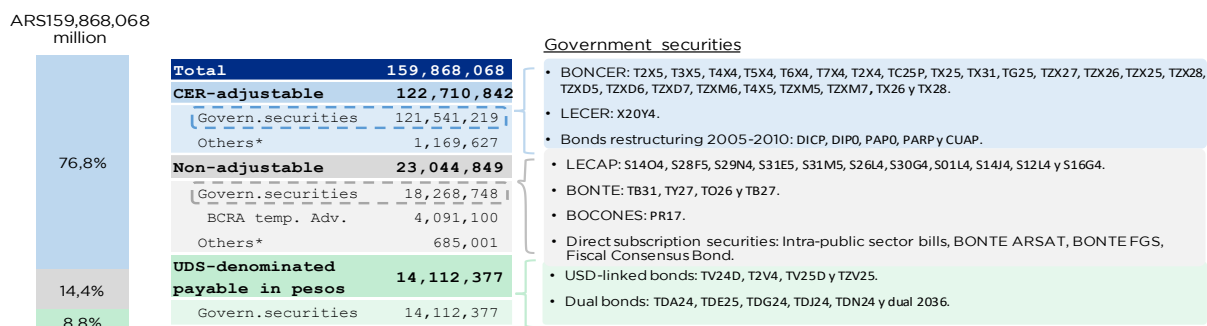 ARS159,868,068
million
76,8%
14,4%
8,8%
Total 159,868,068
CER-adjustable 122,710,842
Govern.securities 121,541,219
Others* 1,169,627
Non-adjustable 23,044,849
Govern.securities 18,268,748
BCRA temp. Adv. 4,091,100
Others* 685,001
UDS-denominated
payable in pesos 14,112,377
Govern.securities 14,112,377
Government securities
• BONCER: T2X5, T3X5, T4X4, T5X4, T6X4, T7X4, T2X4, TC25P, TX25, TX31, TG25, TZX27, TZX26, TZX25, TZX28,
TZXD5, TZXD6, TZXD7, TZXM6, T4X5, TZXM5, TZXM7, TX26 y TX28.
• LECER: X20Y4.
• Bonds restructuring 2005-2010: DICP, DIP0, PAP0, PARP y CUAP.
• LECAP: S14O4, S28F5, S29N4, S31E5, S31M5, S26L4, S30G4, S01L4, S14J4, S12L4 y S16G4.
• BONTE: TB31, TY27, TO26 y TB27.
• BOCONES: PR17.
• Direct subscription securities: Intra-public sector bills, BONTE ARSAT, BONTE FGS,
Fiscal Consensus Bond.
• USD-linked bonds: TV24D, T2V4, TV25D y TZV25.
• Dual bonds: TDA24, TDE25, TDG24, TDJ24, TDN24 y dual 2036.